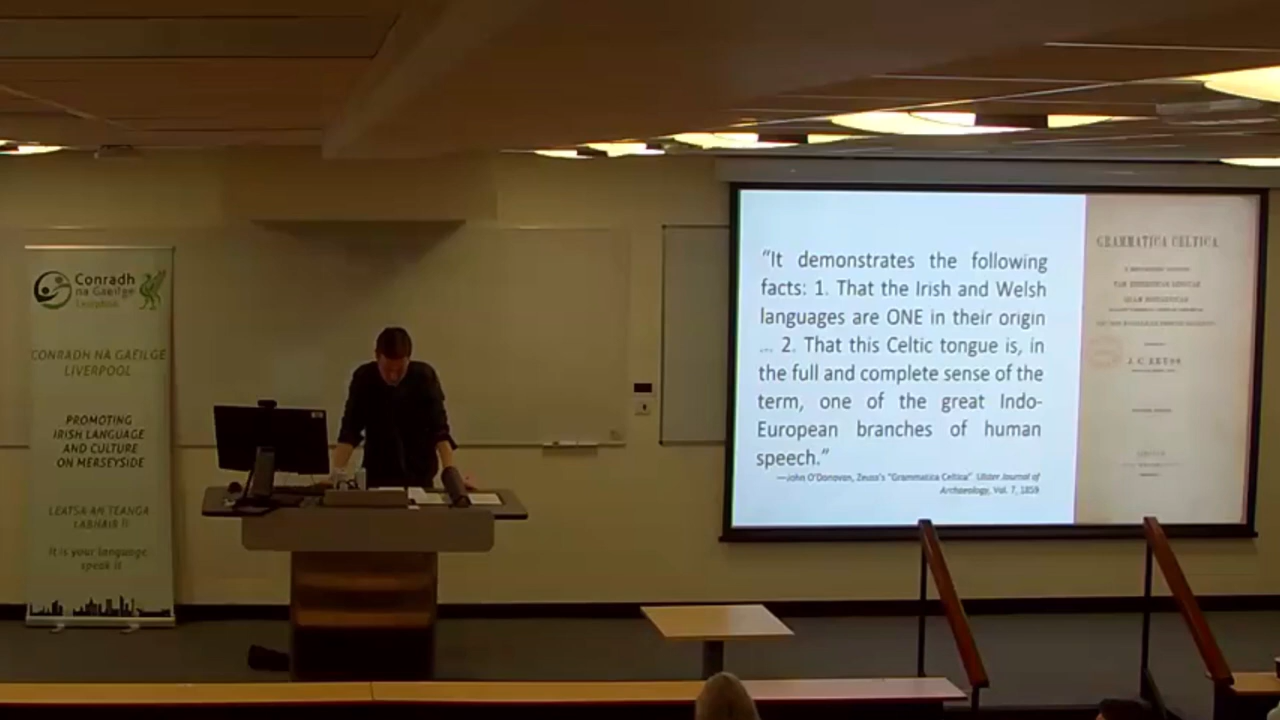 Conradh
na Gaeilge
Liverpool
CONRADH NA GAEILGE
LIVERPOOL
PROMOTING
IRISH LANGUAGE
AND CULTURE
ON MERSEYSIDE
LEATSA AN TEANGA
LABHAIR Í!
It is your language
speak it
“It demonstrates the following
facts: 1. That the Irish and Welsh
languages are ONE in their origin
... 2. That this Celtic tongue is, in
the full and complete sense of the
term, one of the great Indo-
European branches of human
speech.”
—John O'Donovan, Zeuss's "Grammatica Celtica" Ulster Journal of
Archaeology, Vol. 7, 1859
GRAMMATICA CELTICA
J. C. ZEUSS